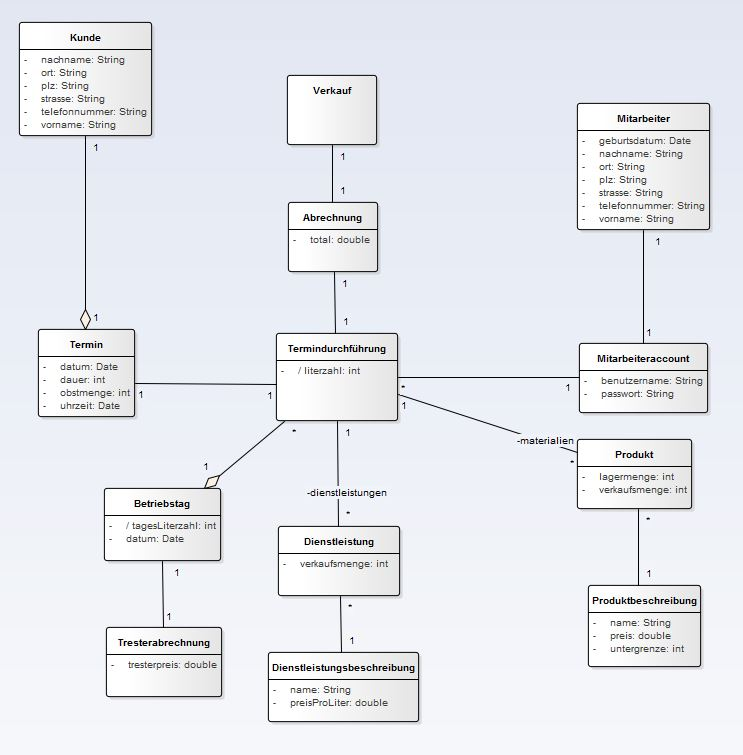 Kunde
- nachname: String
- ort: String
- plz: String
- strasse: String
- telefonnummer: String
- vorname: String
1
Verkauf
1
Mitarbeiter
- geburtsdatum: Date
- nachname: String
- ort: String
- plz: String
- strasse: String
- telefonnummer: String
- vorname: String
1
1
Abrechnung
- total: double
1
1
Termin
- datum: Date
- dauer: int
- obstmenge: int
- uhrzeit: Date
1
1
Termindurchführung
- / literzahl: int
1
1
Mitarbeiteraccount
- benutzername: String
- passwort: String
1
*
1
1
-materialien
*
Produkt
- lagermenge: int
- verkaufsmenge: int
*
*
1
1
Betriebstag
- / tagesLiterzahl: int
- datum: Date
1
-dienstleistungen
*
Dienstleistung
- verkaufsmenge: int
*
1
Produktbeschreibung
- name: String
- preis: double
- untergrenze: int
1
Tresterabrechnung
- tresterpreis: double
1
Dienstleistungsbeschreibung
- name: String
- preisProLiter: double